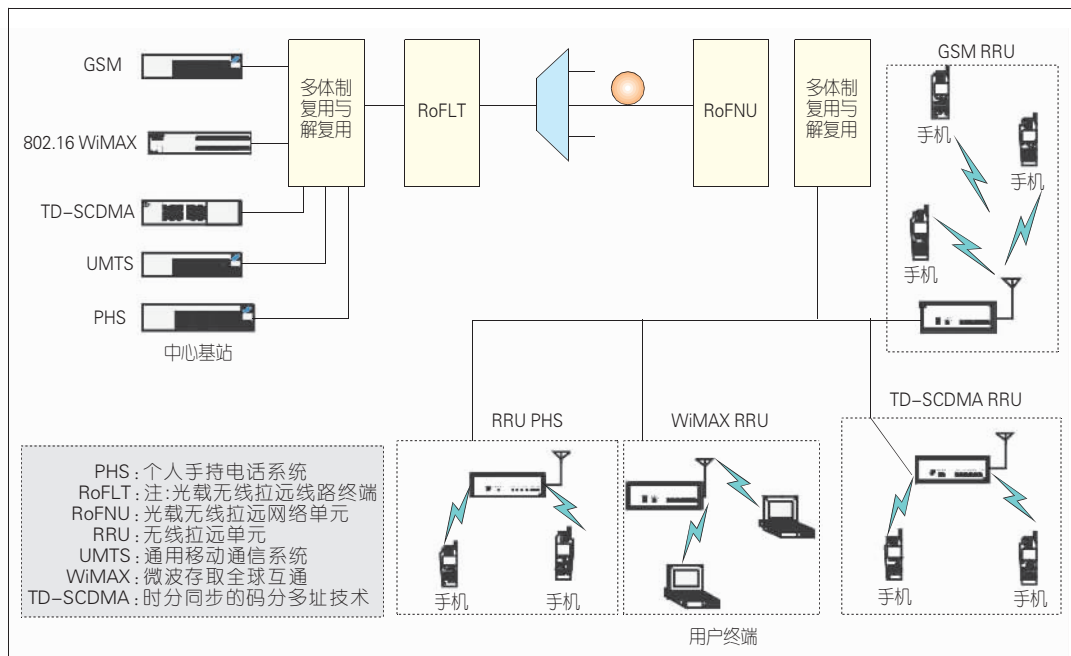 GSM
802.16 WiMAX
TD-SCDMA
UMTS
PHS
中心基站
多体制
复用与
解复用
RoFLT
RoFNU
多体制
复用与
解复用
GSM RRU
手机
手机
手机
RRU PHS
手机
手机
WiMAX RRU
TD-SCDMA RRU
手机
手机
用户终端
PHS:个人手持电话系统
RoFLT:注:光载无线拉远线路终端
RoFNU:光载无线拉远网络单元
RRU:无线拉远单元
UMTS:通用移动通信系统
WiMAX:微波存取全球互通
TD-SCDMA:时分同步的码分多址技术